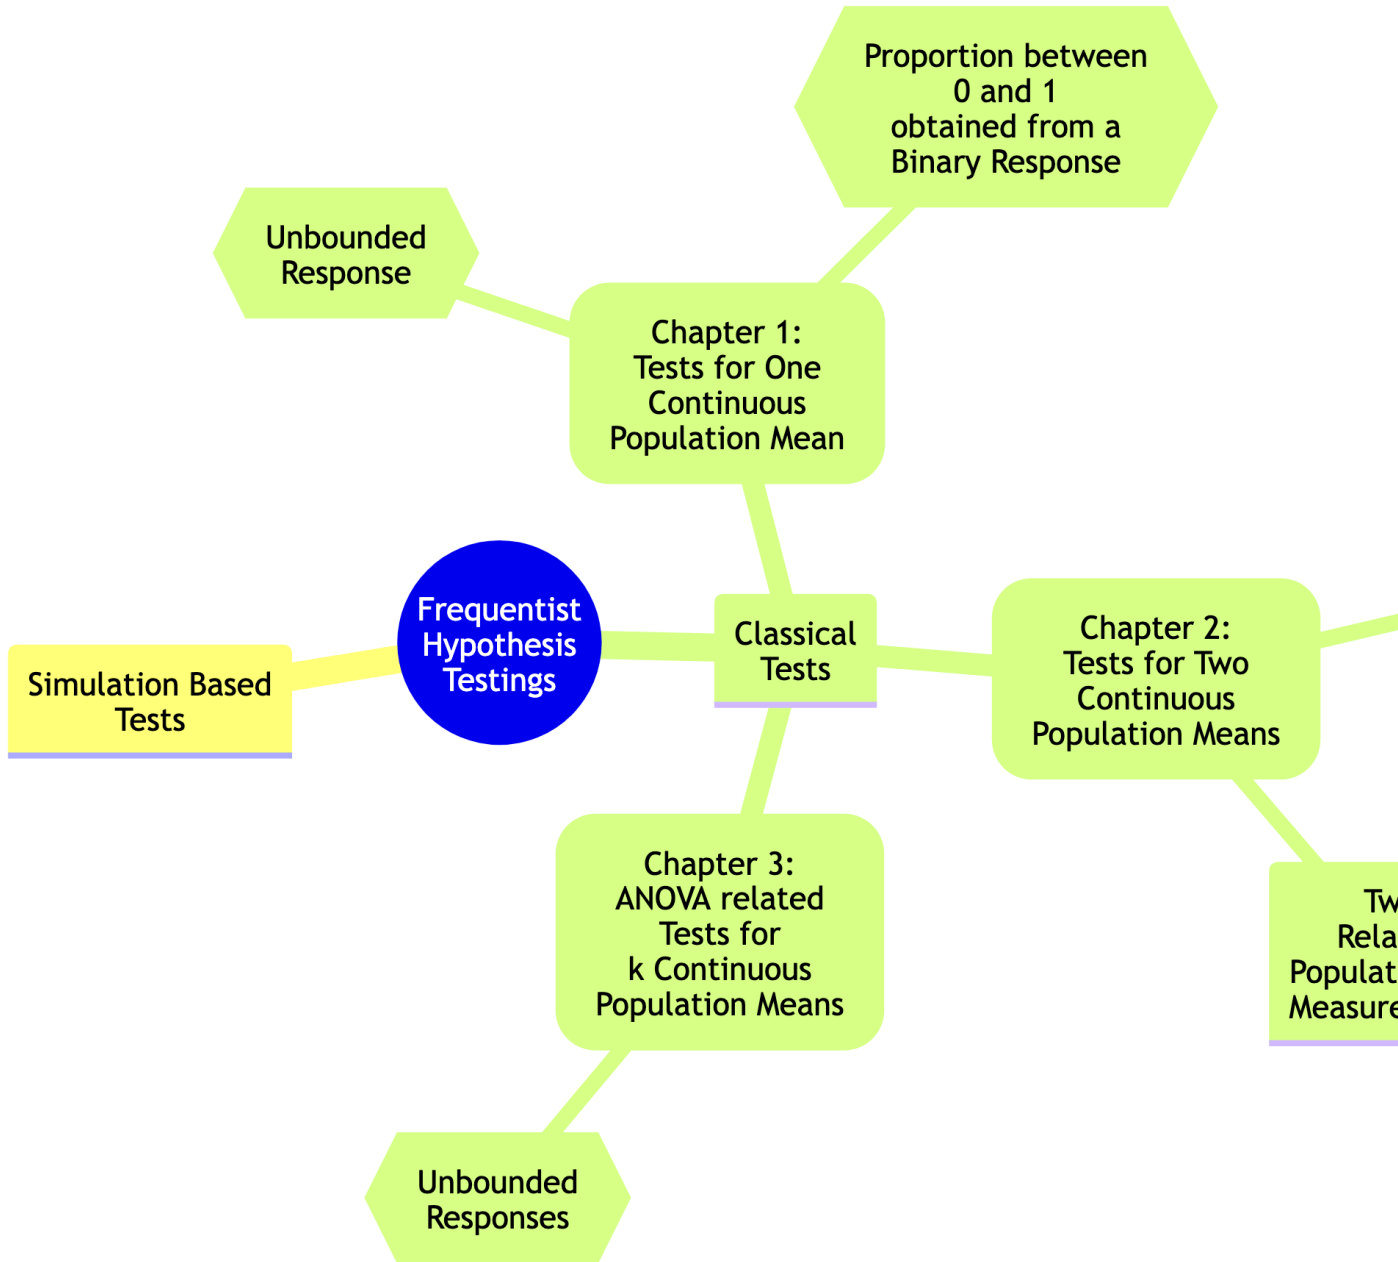 Proportion between
0 and 1
obtained from a
Binary Response
Unbounded
Response
Chapter 1:
Tests for One
Continuous
Population Mean
Frequentist
Hypothesis
Testings
Classical
Tests
Chapter 2:
Tests for Two
Continuous
Population Means
Simulation Based
Tests
Chapter 3:
ANOVA related
Tests for
k Continuous
Population Means
Unbounded
Responses